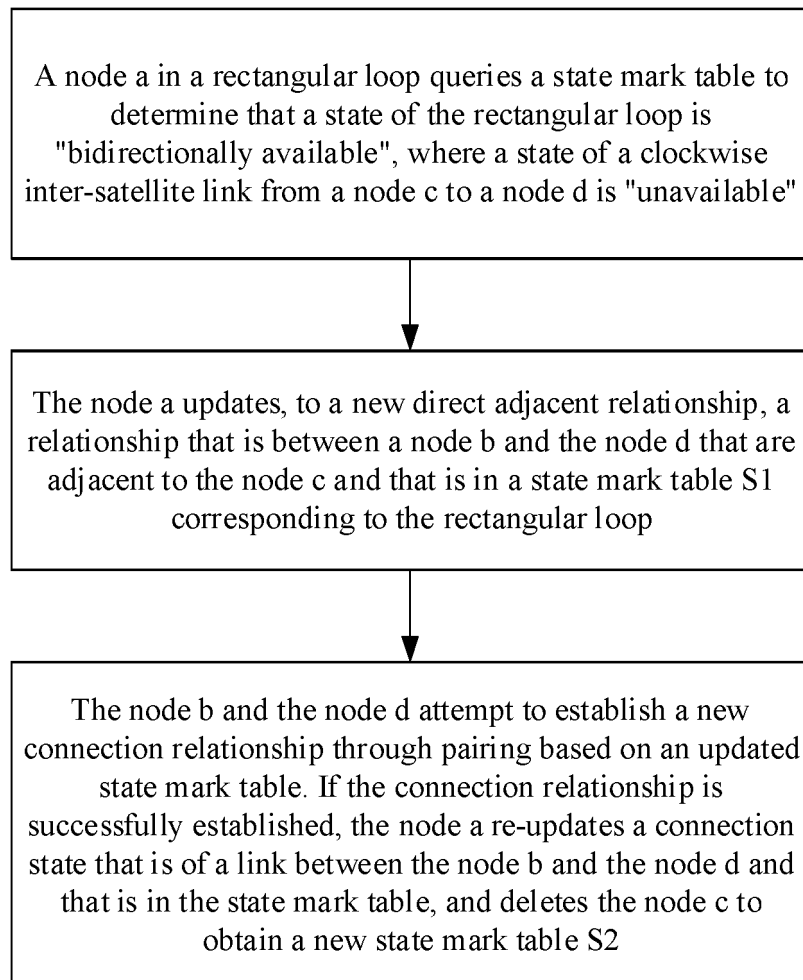 A node a in a rectangular loop queries a state mark table to
determine that a state of the rectangular loop is
"bidirectionally available", where a state of a clockwise
inter-satellite link from a node c to a node d is "unavailable"
The node a updates, to a new direct adjacent relationship, a
relationship that is between a node b and the node d that are
adjacent to the node c and that is in a state mark table S1
corresponding to the rectangular loop
The node b and the node d attempt to establish a new
connection relationship through pairing based on an updated
state mark table. If the connection relationship is
successfully established, the node a re-updates a connection
state that is of a link between the node b and the node d and
that is in the state mark table, and deletes the node c to
obtain a new state mark table S2